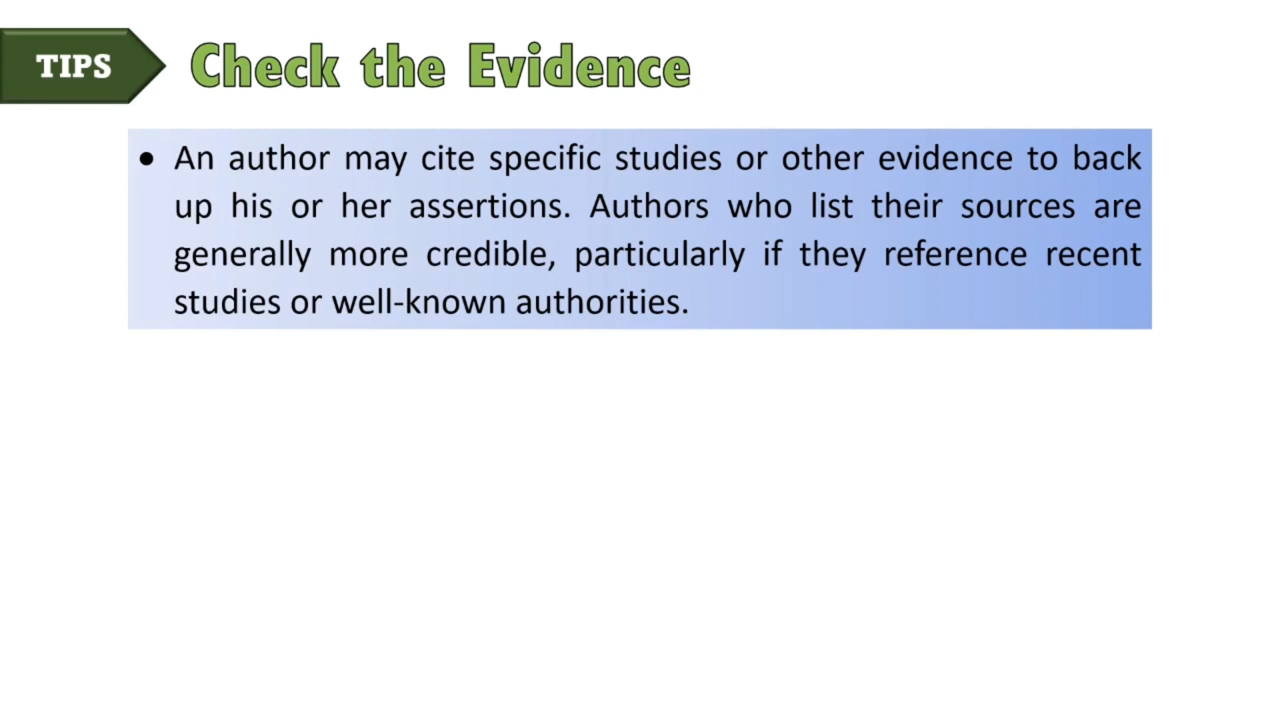 TIPS
Check the Evidence
• An author may cite specific studies or other evidence to back
up his or her assertions. Authors who list their sources are
generally more credible, particularly if they reference recent
studies or well-known authorities.